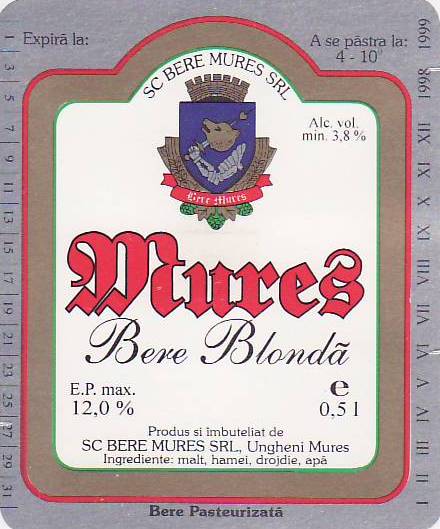 Expiră la:
A se păstra la:
4 - 10°
SC BERE MURES SRL
Alc. vol.
min. 3,8 %
Bere Mures
Mures
Bere Blondã
E.P. max.
12,0 %
e
0,5 l
Produs si îmbuteliat de
SC BERE MURES SRL, Ungheni Mures
Ingrediente: malt, hamei, drojdie, apă
Bere Pasteurizată
1 | 3 | 5 | 7 | 9 | 11 | 13 | 15 | 17 | 19 | 21 | 23 | 25 | 27 | 29 | 31
I II III IV V VI VII VIII IX X XI XII 1998 1999